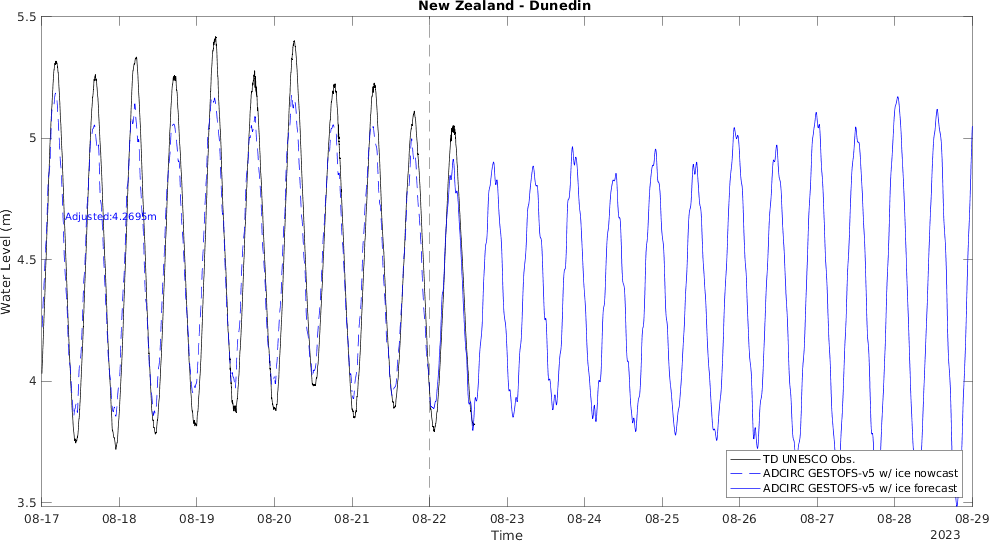 New Zealand - Dunedin
Water Level (m)
5.5
5
4.5
4
3.5
Adjusted:4.2695m
TD UNESCO Obs.
ADCIRC GESTOFS-v5 w/ ice nowcast
ADCIRC GESTOFS-v5 w/ ice forecast
08-17 08-18 08-19 08-20 08-21 08-22 08-23 08-24 08-25 08-26 08-27 08-28 08-29
Time
2023